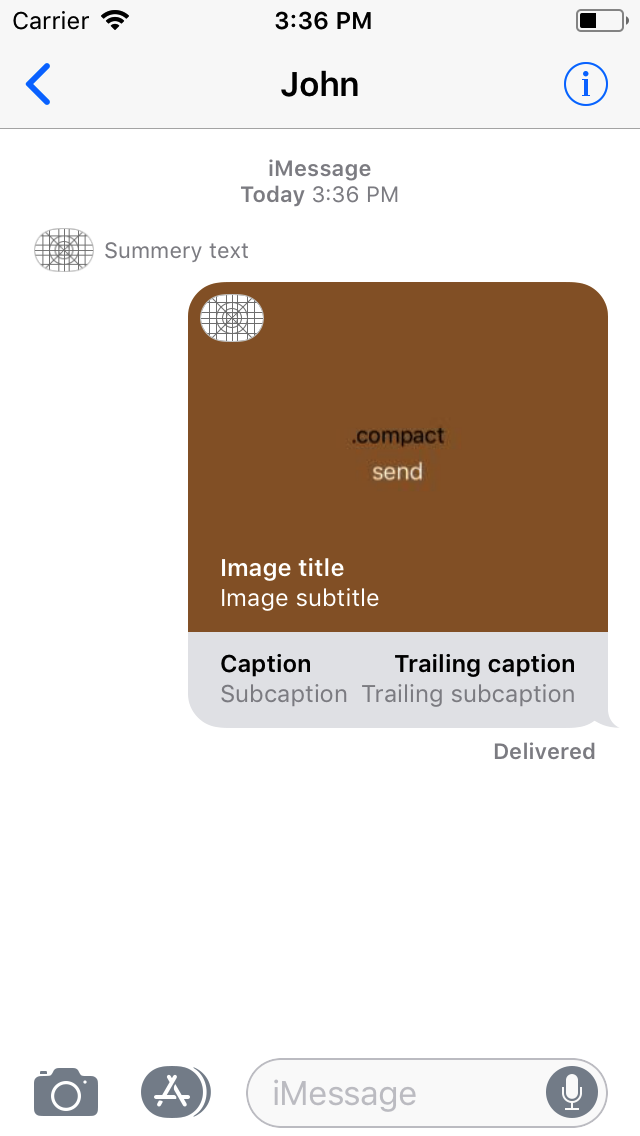 Carrier 3:36 PM
John
iMessage
Today 3:36 PM
Summery text
.compact
send
Image title
Image subtitle
Caption Trailing caption
Subcaption Trailing subcaption
Delivered
iMessage